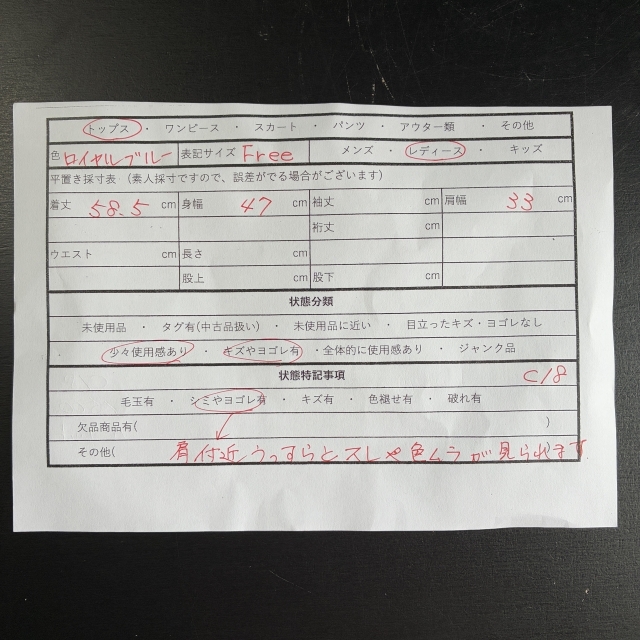 トップス ・ ワンピース ・ スカート ・ パンツ ・ アウター類 ・ その他
色 ロイヤルブルー 表記サイズ Free メンズ ・ レディース ・ キッズ
平置き採寸表 (素人採寸ですので、誤差がでる場合がございます)
着丈 58.5 cm 身幅 47 cm 袖丈 cm 肩幅 33 cm
裄丈 cm
ウエスト cm 長さ cm
股上 cm 股下 cm
状態分類
未使用品 ・ タグ有(中古品扱い) ・ 未使用品に近い ・ 目立ったキズ・ヨゴレなし
・ 少々使用感あり ・ キズやヨゴレ有 ・全体的に使用感あり ・ ジャンク品
状態特記事項 C18
毛玉有 ・ シミやヨゴレ有 ・ キズ有 ・ 色褪せ有 ・ 破れ有
欠品商品有( )
その他( 肩付近うっすらとスレや色ムラが見られます )